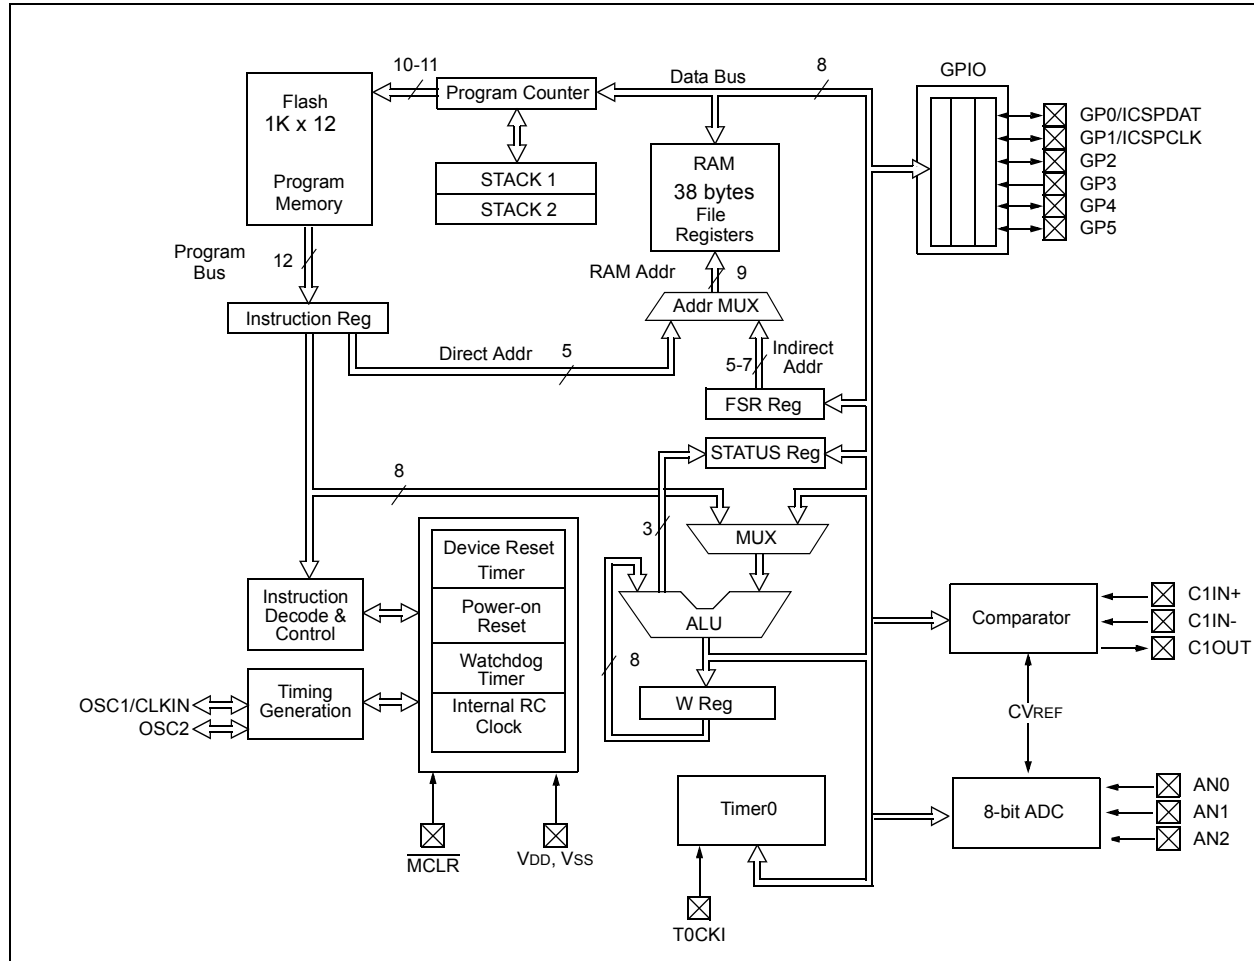 10-11
Data Bus
8
GPIO
Flash
1K x 12
Program
Memory
Program Counter
STACK 1
STACK 2
RAM
38 bytes
File
Registers
GP0/ICSPDAT
GP1/ICSPCLK
GP2
GP3
GP4
GP5
Program
Bus
12
RAM Addr
9
Instruction Reg
Addr MUX
Direct Addr
5
5-7
Indirect
Addr
FSR Reg
STATUS Reg
8
3
MUX
Device Reset
Timer
Power-on
Reset
Watchdog
Timer
Internal RC
Clock
Instruction
Decode &
Control
ALU
8
W Reg
Timing
Generation
OSC1/CLKIN
OSC2
Comparator
C1IN+
C1IN-
C1OUT
CVREF
Timer0
8-bit ADC
AN0
AN1
AN2
MCLR
VDD, VSS
T0CKI